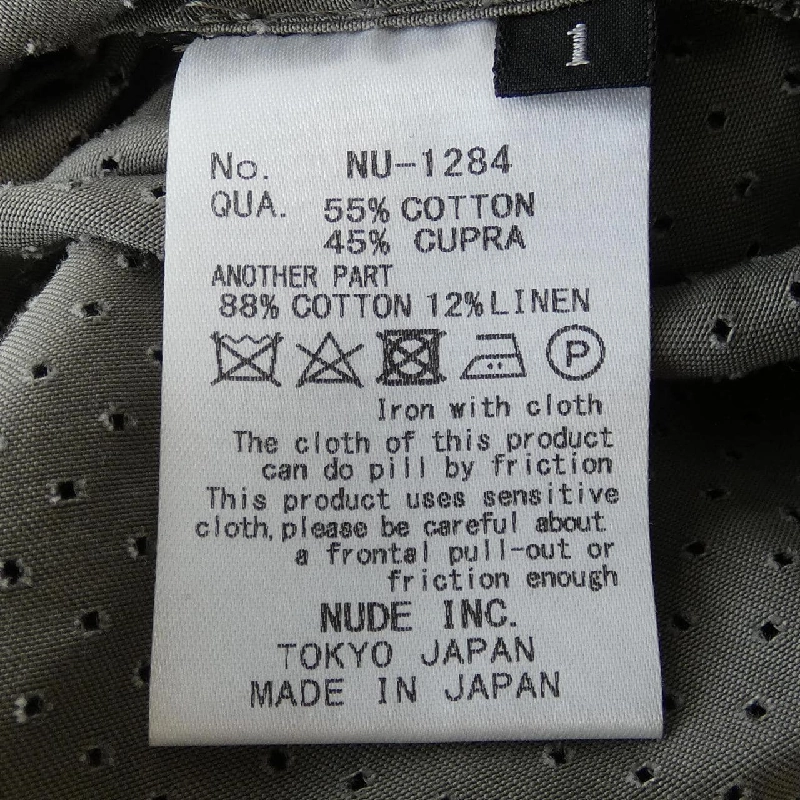 1
No. NU-1284
QUA. 55% COTTON
45% CUPRA
ANOTHER PART
88% COTTON 12% LINEN
P
Iron with cloth
The cloth of this product
can do pill by friction
This product uses sensitive
cloth, please be careful about
a frontal pull-out or
friction enough
NUDE INC.
TOKYO JAPAN
MADE IN JAPAN